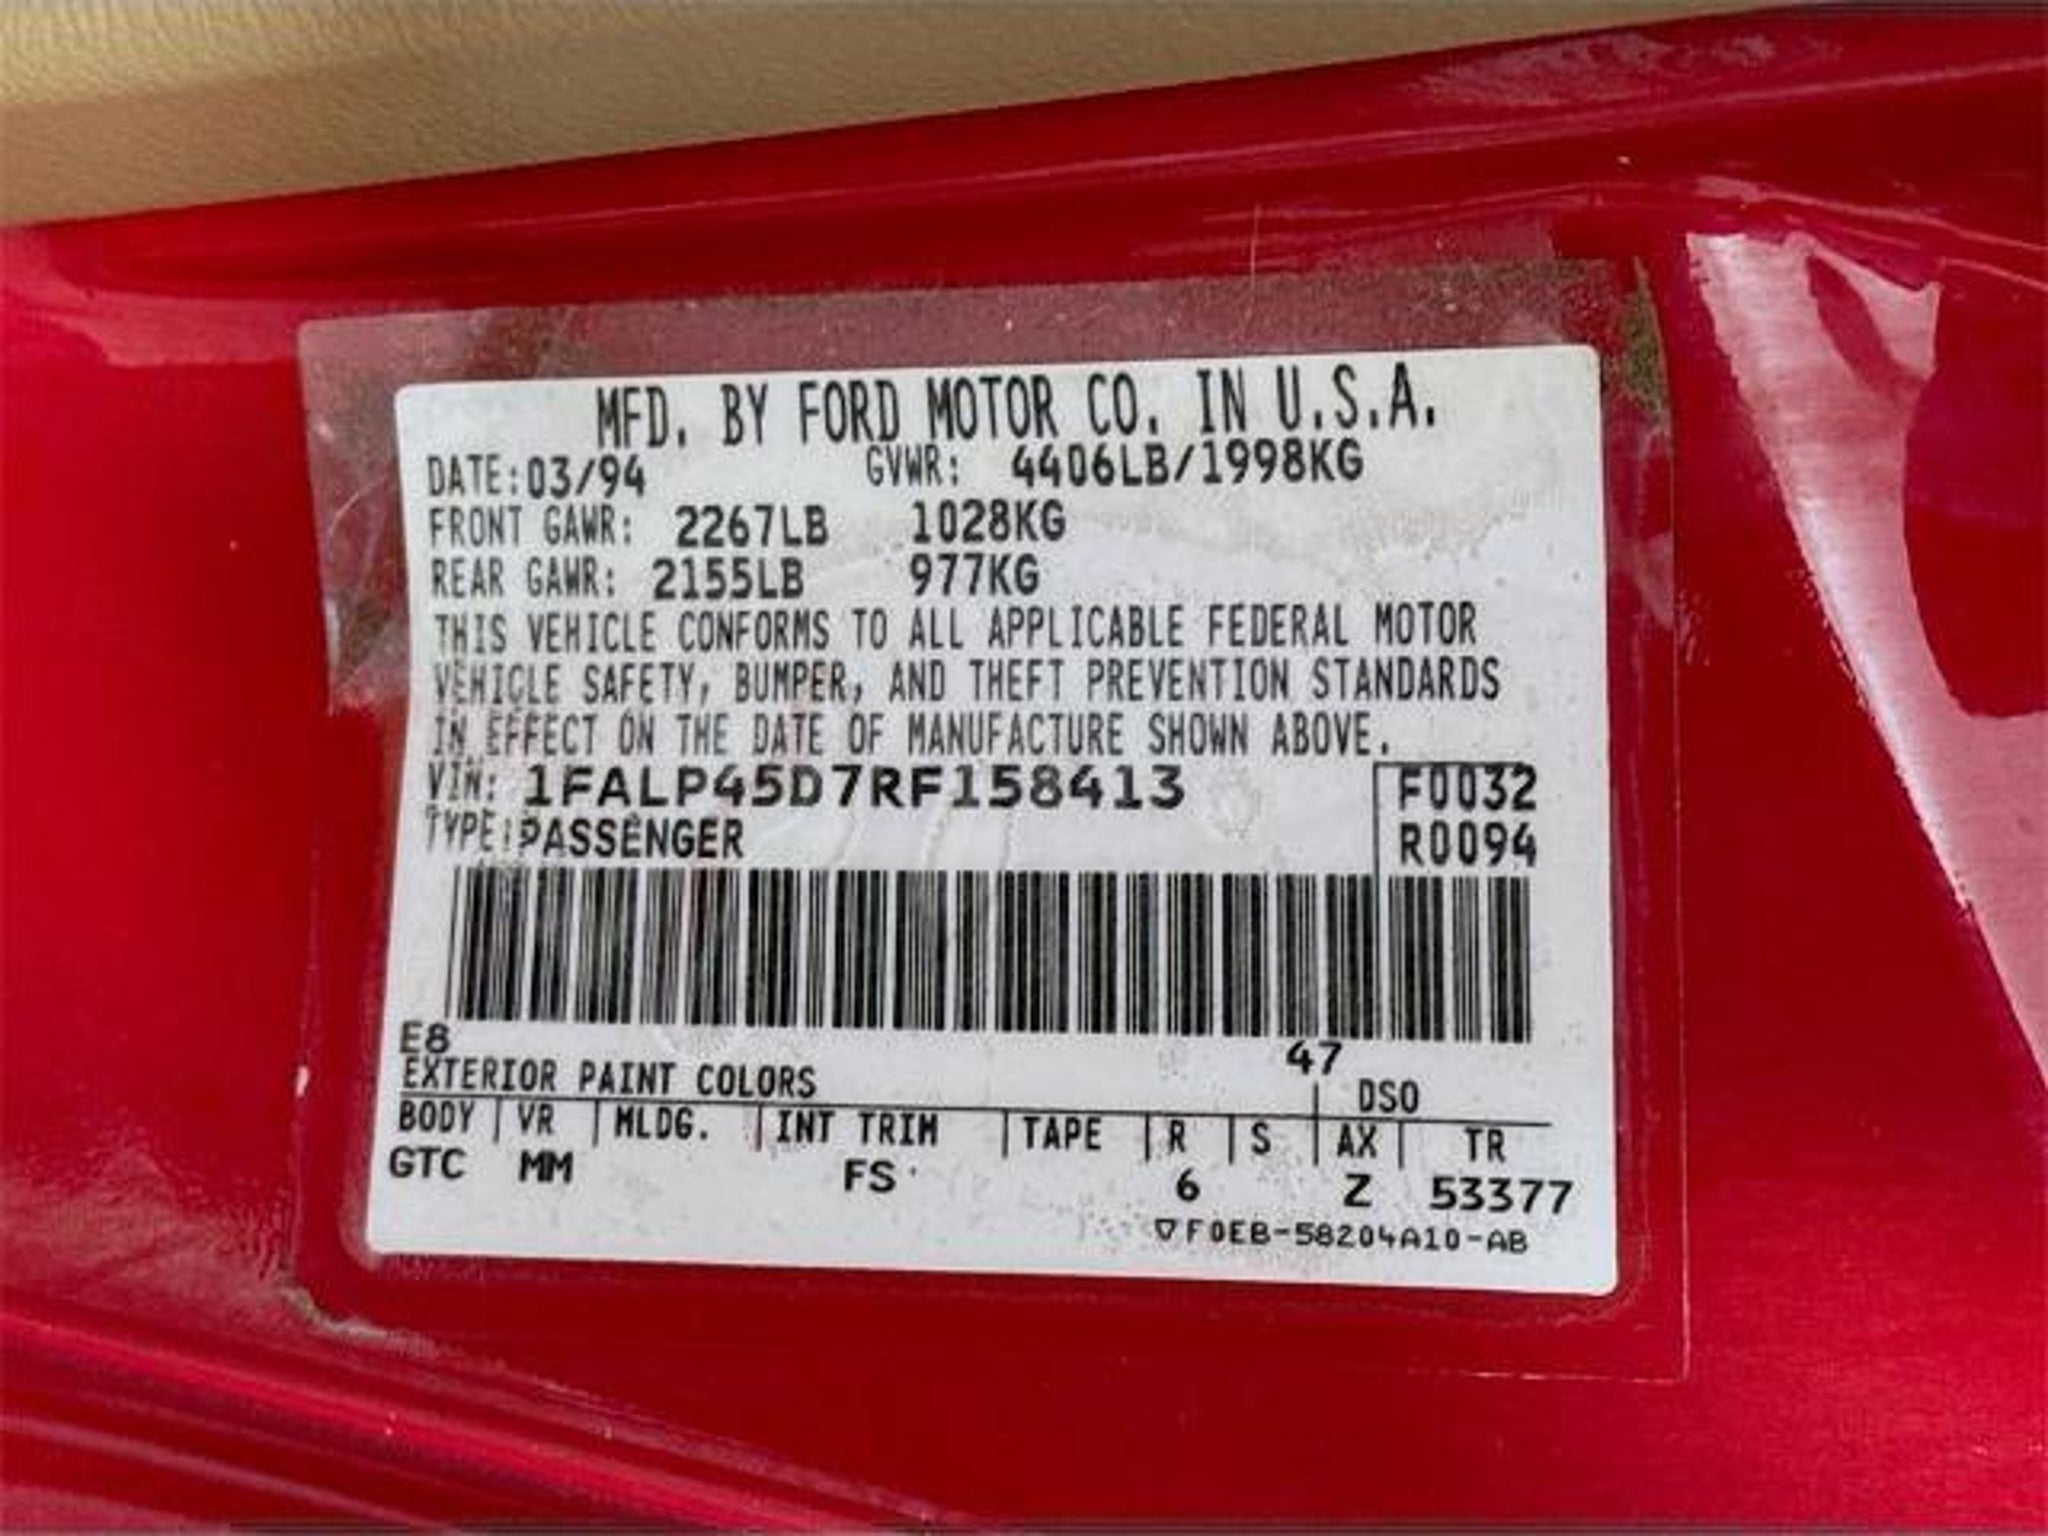 MFD. BY FORD MOTOR CO. IN U.S.A.
DATE: 03/94 GVWR: 4406LB/1998KG
FRONT GAWR: 2267LB 1028KG
REAR GAWR: 2155LB 977KG
THIS VEHICLE CONFORMS TO ALL APPLICABLE FEDERAL MOTOR
VEHICLE SAFETY, BUMPER, AND THEFT PREVENTION STANDARDS
IN EFFECT ON THE DATE OF MANUFACTURE SHOWN ABOVE.
VIN: 1FALP45D7RF158413 F0032
TYPE: PASSENGER R0094
E8 47
EXTERIOR PAINT COLORS DSO
BODY VR MLDG. INT TRIM TAPE R S AX TR
GTC MM FS 6 Z 53377
▽F0EB-58204A10-AB